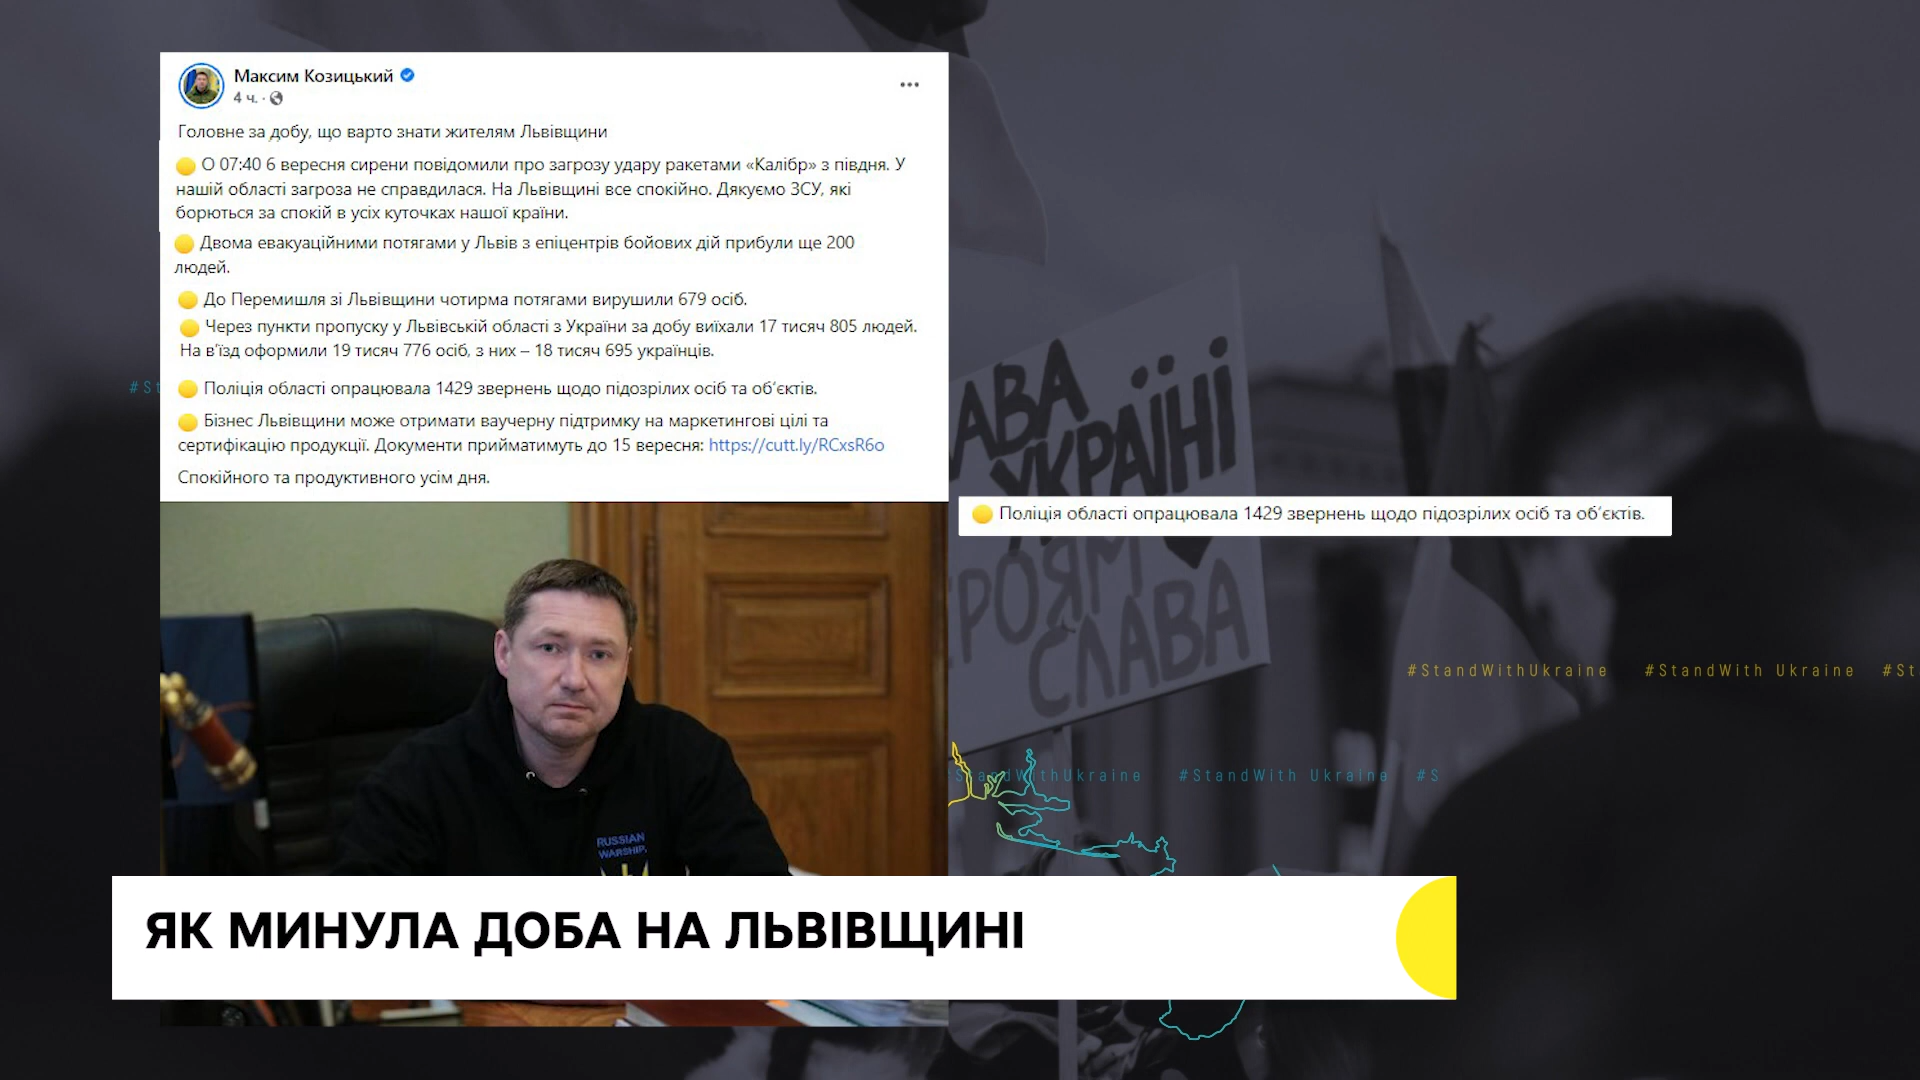 Максим Козицький
4 ч.
Головне за добу, що варто знати жителям Львівщини
О 07:40 6 вересня сирени повідомили про загрозу удару ракетами «Калібр» з півдня. У
нашій області загроза не справдилася. На Львівщині все спокійно. Дякуємо ЗСУ, які
борються за спокій в усіх куточках нашої країни.
Двома евакуаційними потягами у Львів з епіцентрів бойових дій прибули ще 200
людей.
До Перемишля зі Львівщини чотирма потягами вирушили 679 осіб.
Через пункти пропуску у Львівській області з України за добу виїхали 17 тисяч 805 людей.
На в'їзд оформили 19 тисяч 776 осіб, з них – 18 тисяч 695 українців.
Поліція області опрацювала 1429 звернень щодо підозрілих осіб та об'єктів.
Бізнес Львівщини може отримати ваучерну підтримку на маркетингові цілі та
сертифікацію продукції. Документи прийматимуть до 15 вересня: https://cutt.ly/RCxsR6o
Спокійного та продуктивного усім дня.
#St
АВА
УКРАЇНІ
Поліція області опрацювала 1429 звернень щодо підозрілих осіб та об'єктів.
ЕРОЯМ
СЛАВА
#StandWithUkraine #StandWith Ukraine #St
StandWithUkraine #StandWith Ukraine #S
RUSSIAN
WARSHIP,
ЯК МИНУЛА ДОБА НА ЛЬВІВЩИНІ